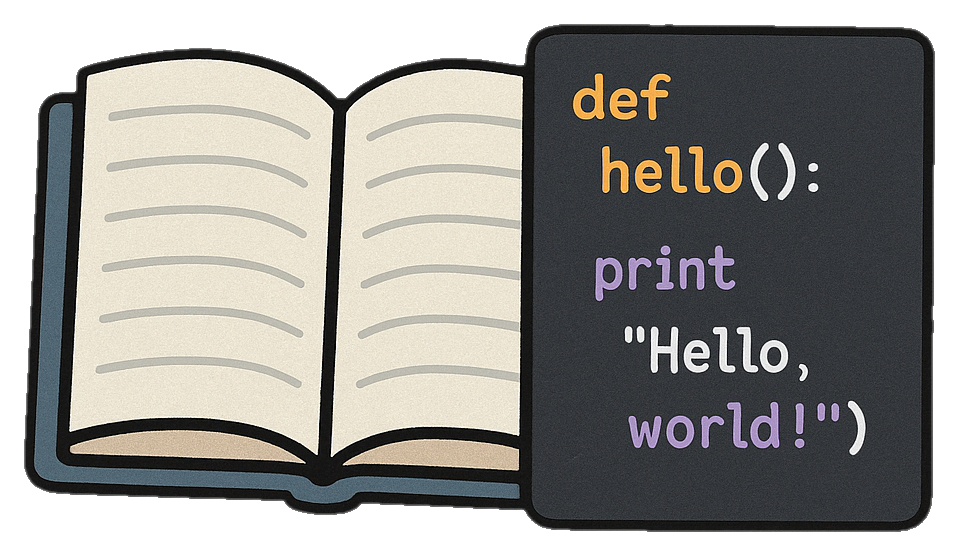 def
hello():
print
"Hello,
world!")